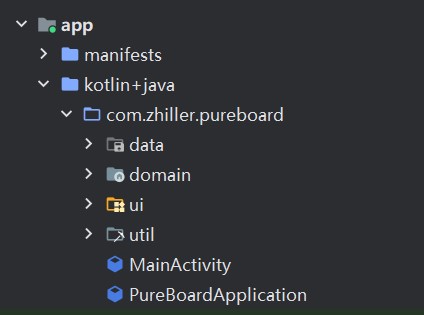 app
manifests
kotlin+java
com.zhiller.pureboard
data
domain
ui
util
MainActivity
PureBoardApplication